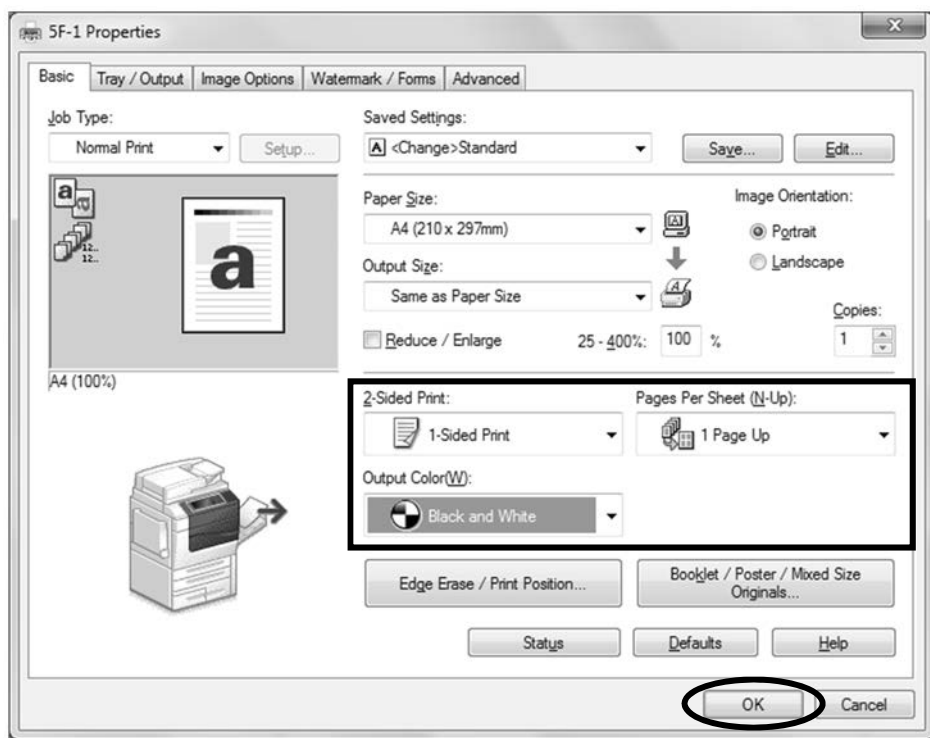 5F-1 Properties
Basic Tray / Output Image Options Watermark / Forms Advanced
Job Type:
Normal Print
Setup...
Saved Settings:
A <Change>Standard
Save... Edit...
a
12..
12..
a
A4 (100%)
Paper Size:
A4 (210 x 297mm)
Output Size:
Same as Paper Size
Reduce / Enlarge 25 - 400%: 100 %
Image Orientation:
Portrait
Landscape
Copies:
1
2-Sided Print:
1-Sided Print
Pages Per Sheet (N-Up):
1 Page Up
Output Color(W):
Black and White
Edge Erase / Print Position...
Booklet / Poster / Mixed Size
Originals...
Status Defaults Help
OK Cancel